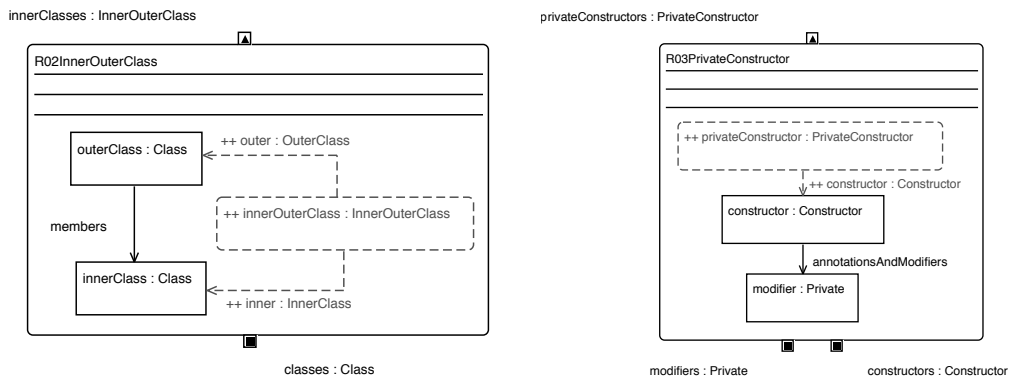 innerClasses : InnerOuterClass
R02InnerOuterClass
++ outer : OuterClass
outerClass : Class
++ innerOuterClass : InnerOuterClass
members
innerClass : Class
++ inner : InnerClass
classes : Class
privateConstructors : PrivateConstructor
R03PrivateConstructor
++ privateConstructor : PrivateConstructor
++ constructor : Constructor
constructor : Constructor
annotationsAndModifiers
modifier : Private
modifiers : Private
constructors : Constructor